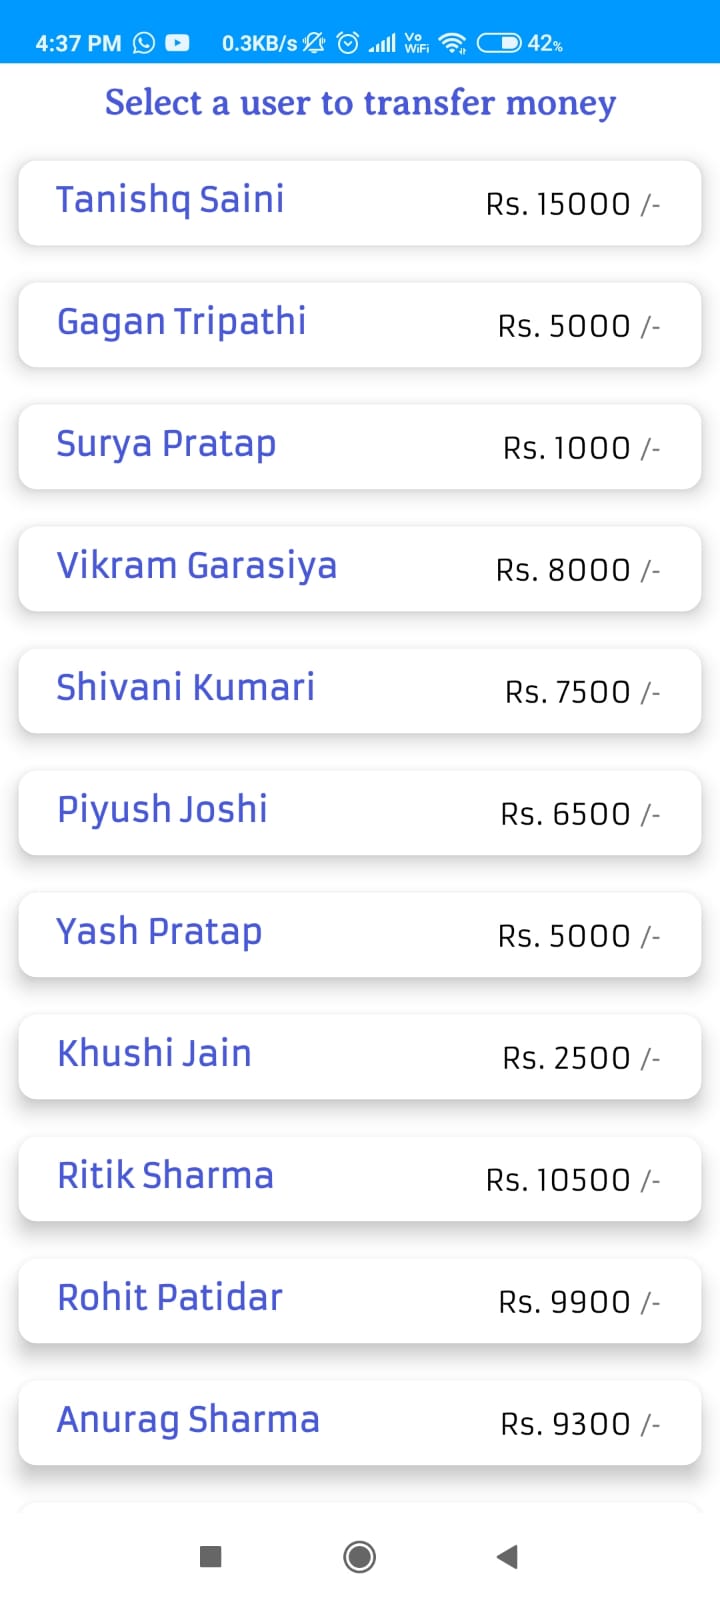 4:37 PM 0.3KB/s Vo WiFi 42%
Select a user to transfer money
Tanishq Saini Rs. 15000 /-
Gagan Tripathi Rs. 5000 /-
Surya Pratap Rs. 1000 /-
Vikram Garasiya Rs. 8000 /-
Shivani Kumari Rs. 7500 /-
Piyush Joshi Rs. 6500 /-
Yash Pratap Rs. 5000 /-
Khushi Jain Rs. 2500 /-
Ritik Sharma Rs. 10500 /-
Rohit Patidar Rs. 9900 /-
Anurag Sharma Rs. 9300 /-